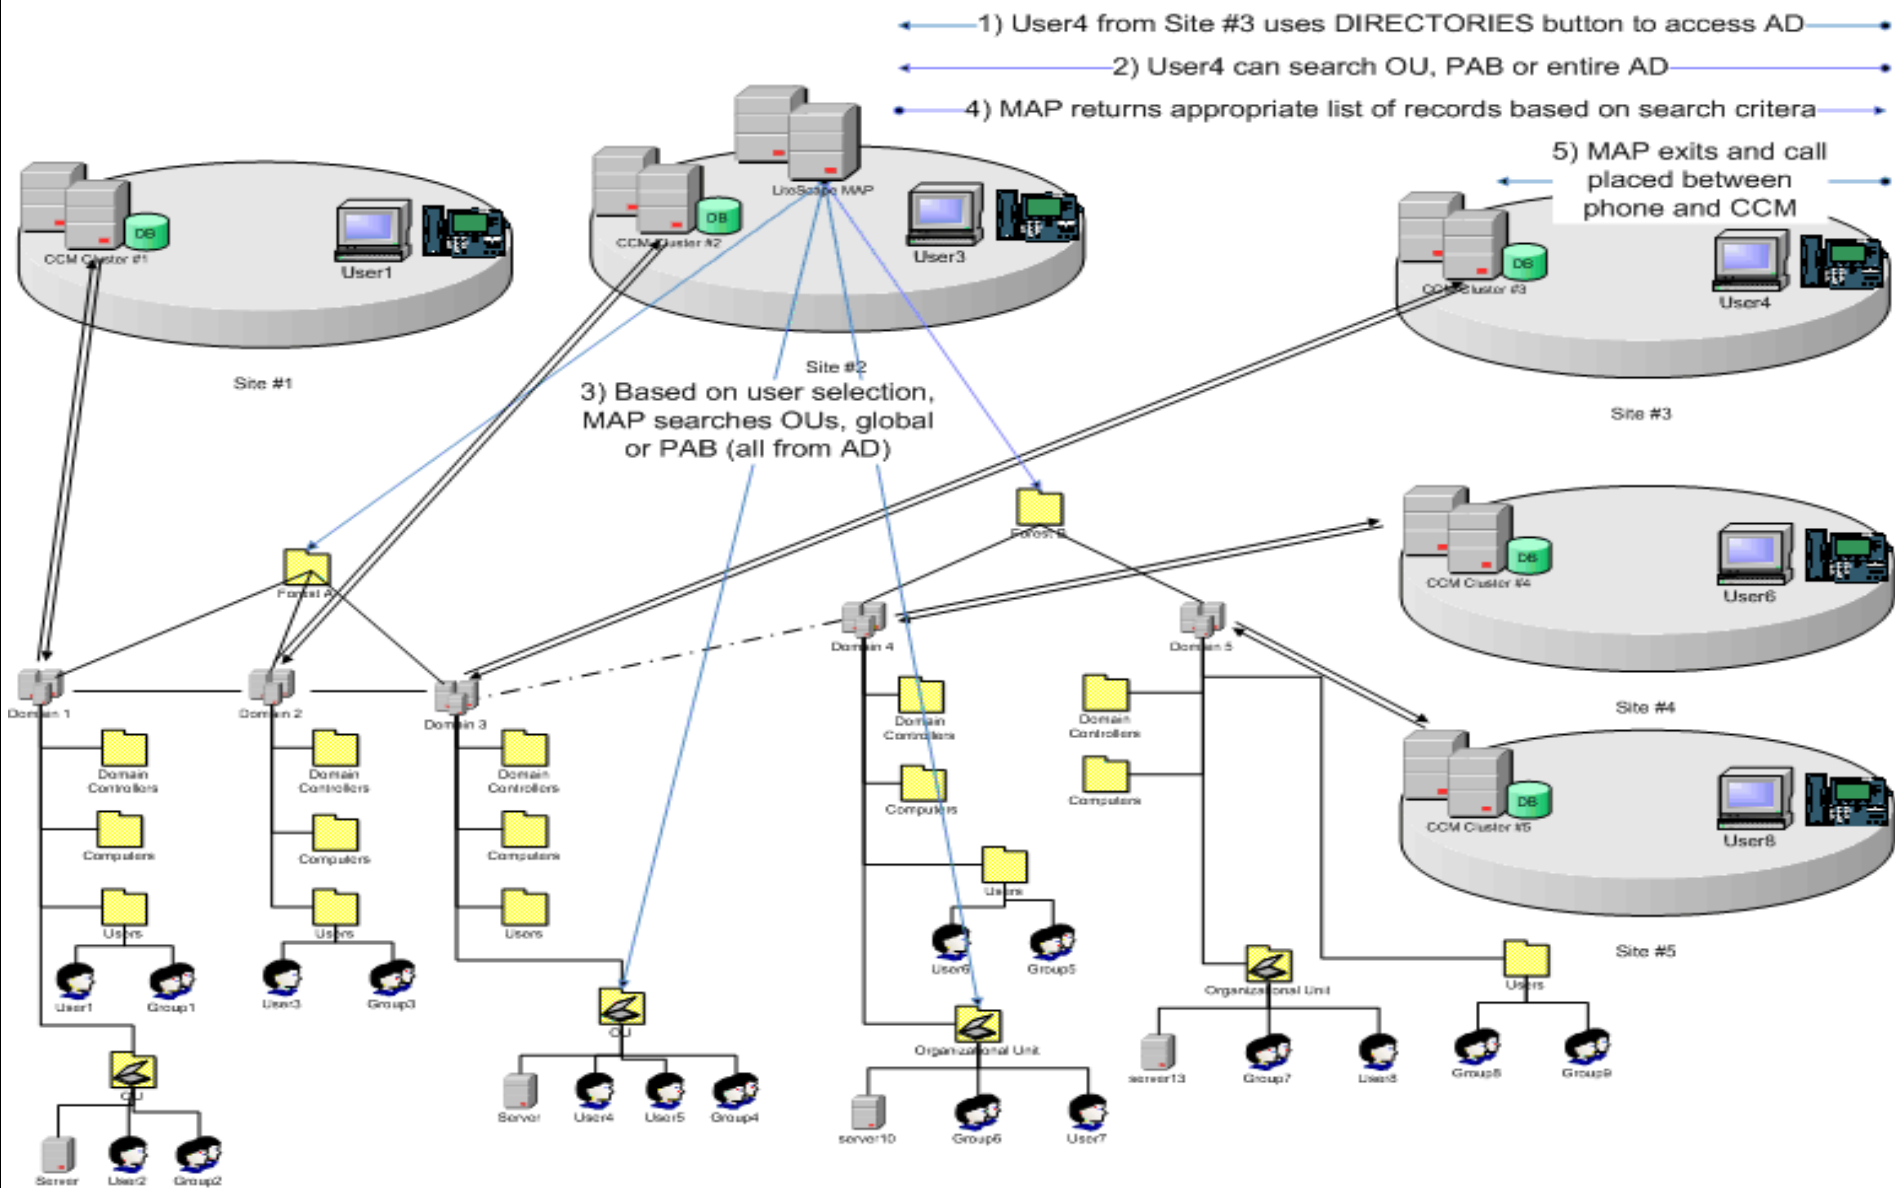 1) User4 from Site #3 uses DIRECTORIES button to access AD
2) User4 can search OU, PAB or entire AD
4) MAP returns appropriate list of records based on search critera
5) MAP exits and call
placed between
phone and CCM
LiteScape MAP
DB
CCM Cluster #1
User1
Site #1
DB
CCM Cluster #2
User3
Site #2
DB
CCM Cluster #3
User4
Site #3
3) Based on user selection,
MAP searches OUs, global
or PAB (all from AD)
Forest A
Forest B
DB
CCM Cluster #4
User6
Site #4
DB
CCM Cluster #5
User8
Site #5
Domain 1
Domain 2
Domain 3
Domain 4
Domain 5
Domain
Controllers
Computers
Users
User1
Group1
OU
Server
User2
Group2
Domain
Controllers
Computers
Users
User3
Group3
Domain
Controllers
Computers
Users
OU
Server
User4
User5
Group4
Domain
Controllers
Computers
Users
User6
Group5
Organizational Unit
server10
Group6
User7
Domain
Controllers
Computers
Organizational Unit
server13
Group7
User8
Users
Group8
Group9